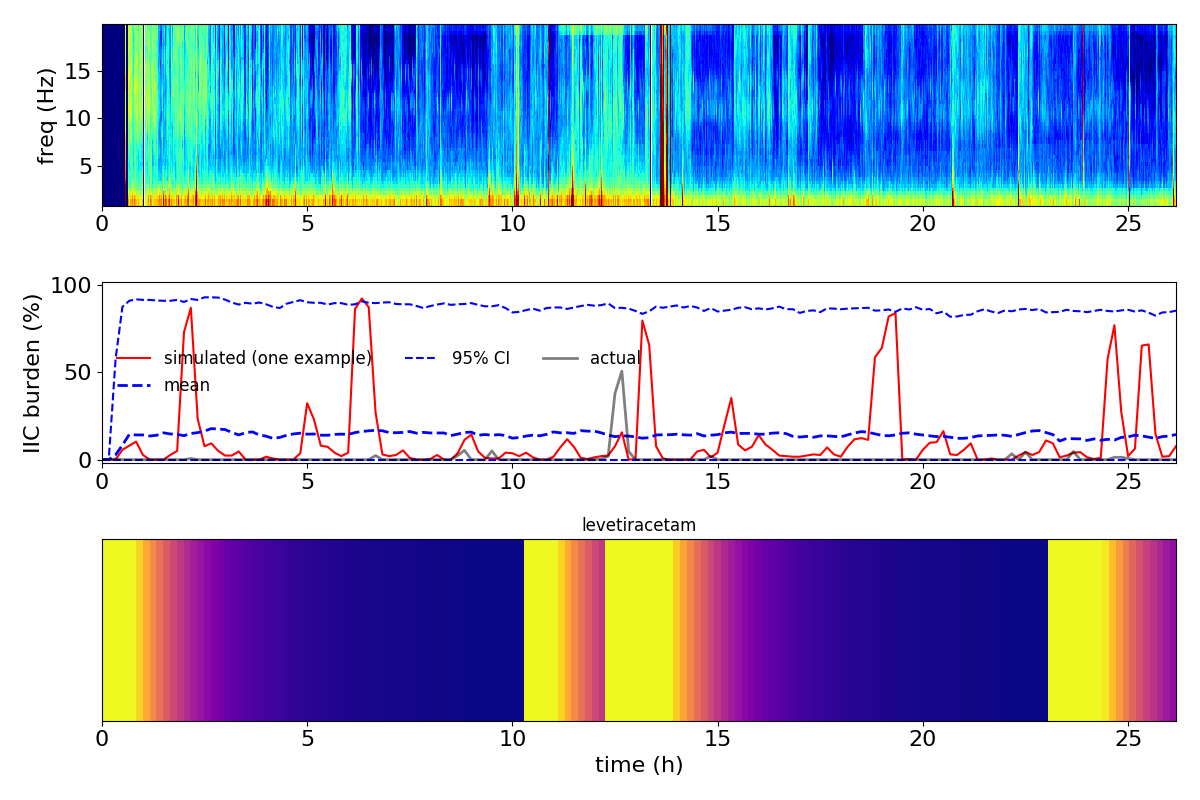 freq (Hz)
15
10
5
0 5 10 15 20 25
IIC burden (%)
100
50
0
simulated (one example) 95% CI actual
mean
0 5 10 15 20 25
levetiracetam
0 5 10 15 20 25
time (h)